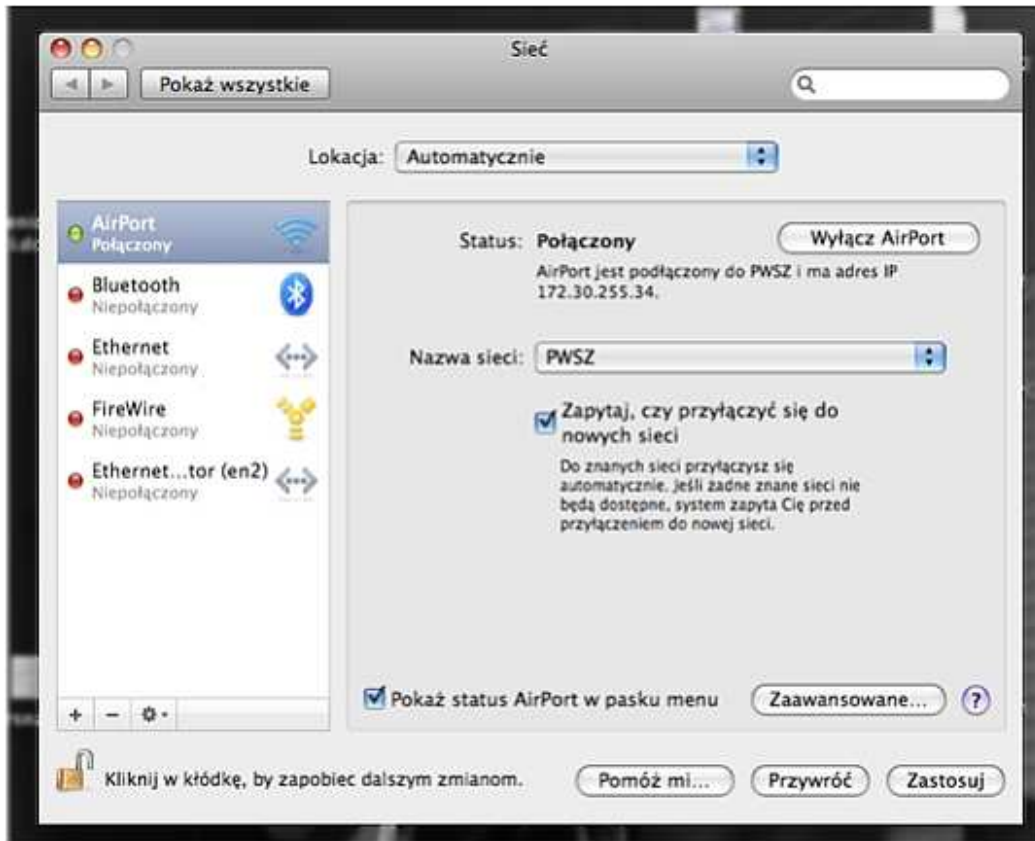 Sieć
Pokaż wszystkie
Lokacja: Automatycznie
AirPort
Połączony
Bluetooth
Niepołączony
Ethernet
Niepołączony
FireWire
Niepołączony
Ethernet...tor (en2)
Niepołączony
Status: Połączony
Wyłącz AirPort
AirPort jest podłączony do PWSZ i ma adres IP
172.30.255.34.
Nazwa sieci: PWSZ
Zapytaj, czy przyłączyć się do
nowych sieci
Do znanych sieci przyłączysz się
automatycznie. Jeśli żadne znane sieci nie
będą dostępne, system zapyta Cię przed
przyłączeniem do nowej sieci.
Pokaż status AirPort w pasku menu
Zaawansowane...
?
+ –
Kliknij w kłódkę, by zapobiec dalszym zmianom.
Pomóż mi...
Przywróć
Zastosuj